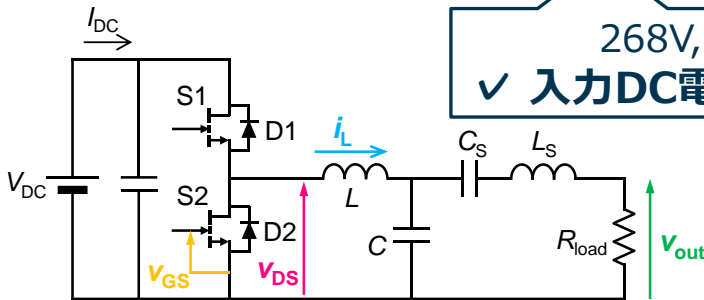 I_DC
268V,
✓ 入力DC電
S1
D1
i_L
C_S
L_S
V_DC
S2
L
D2
C
R_load
v_out
v_GS
v_DS